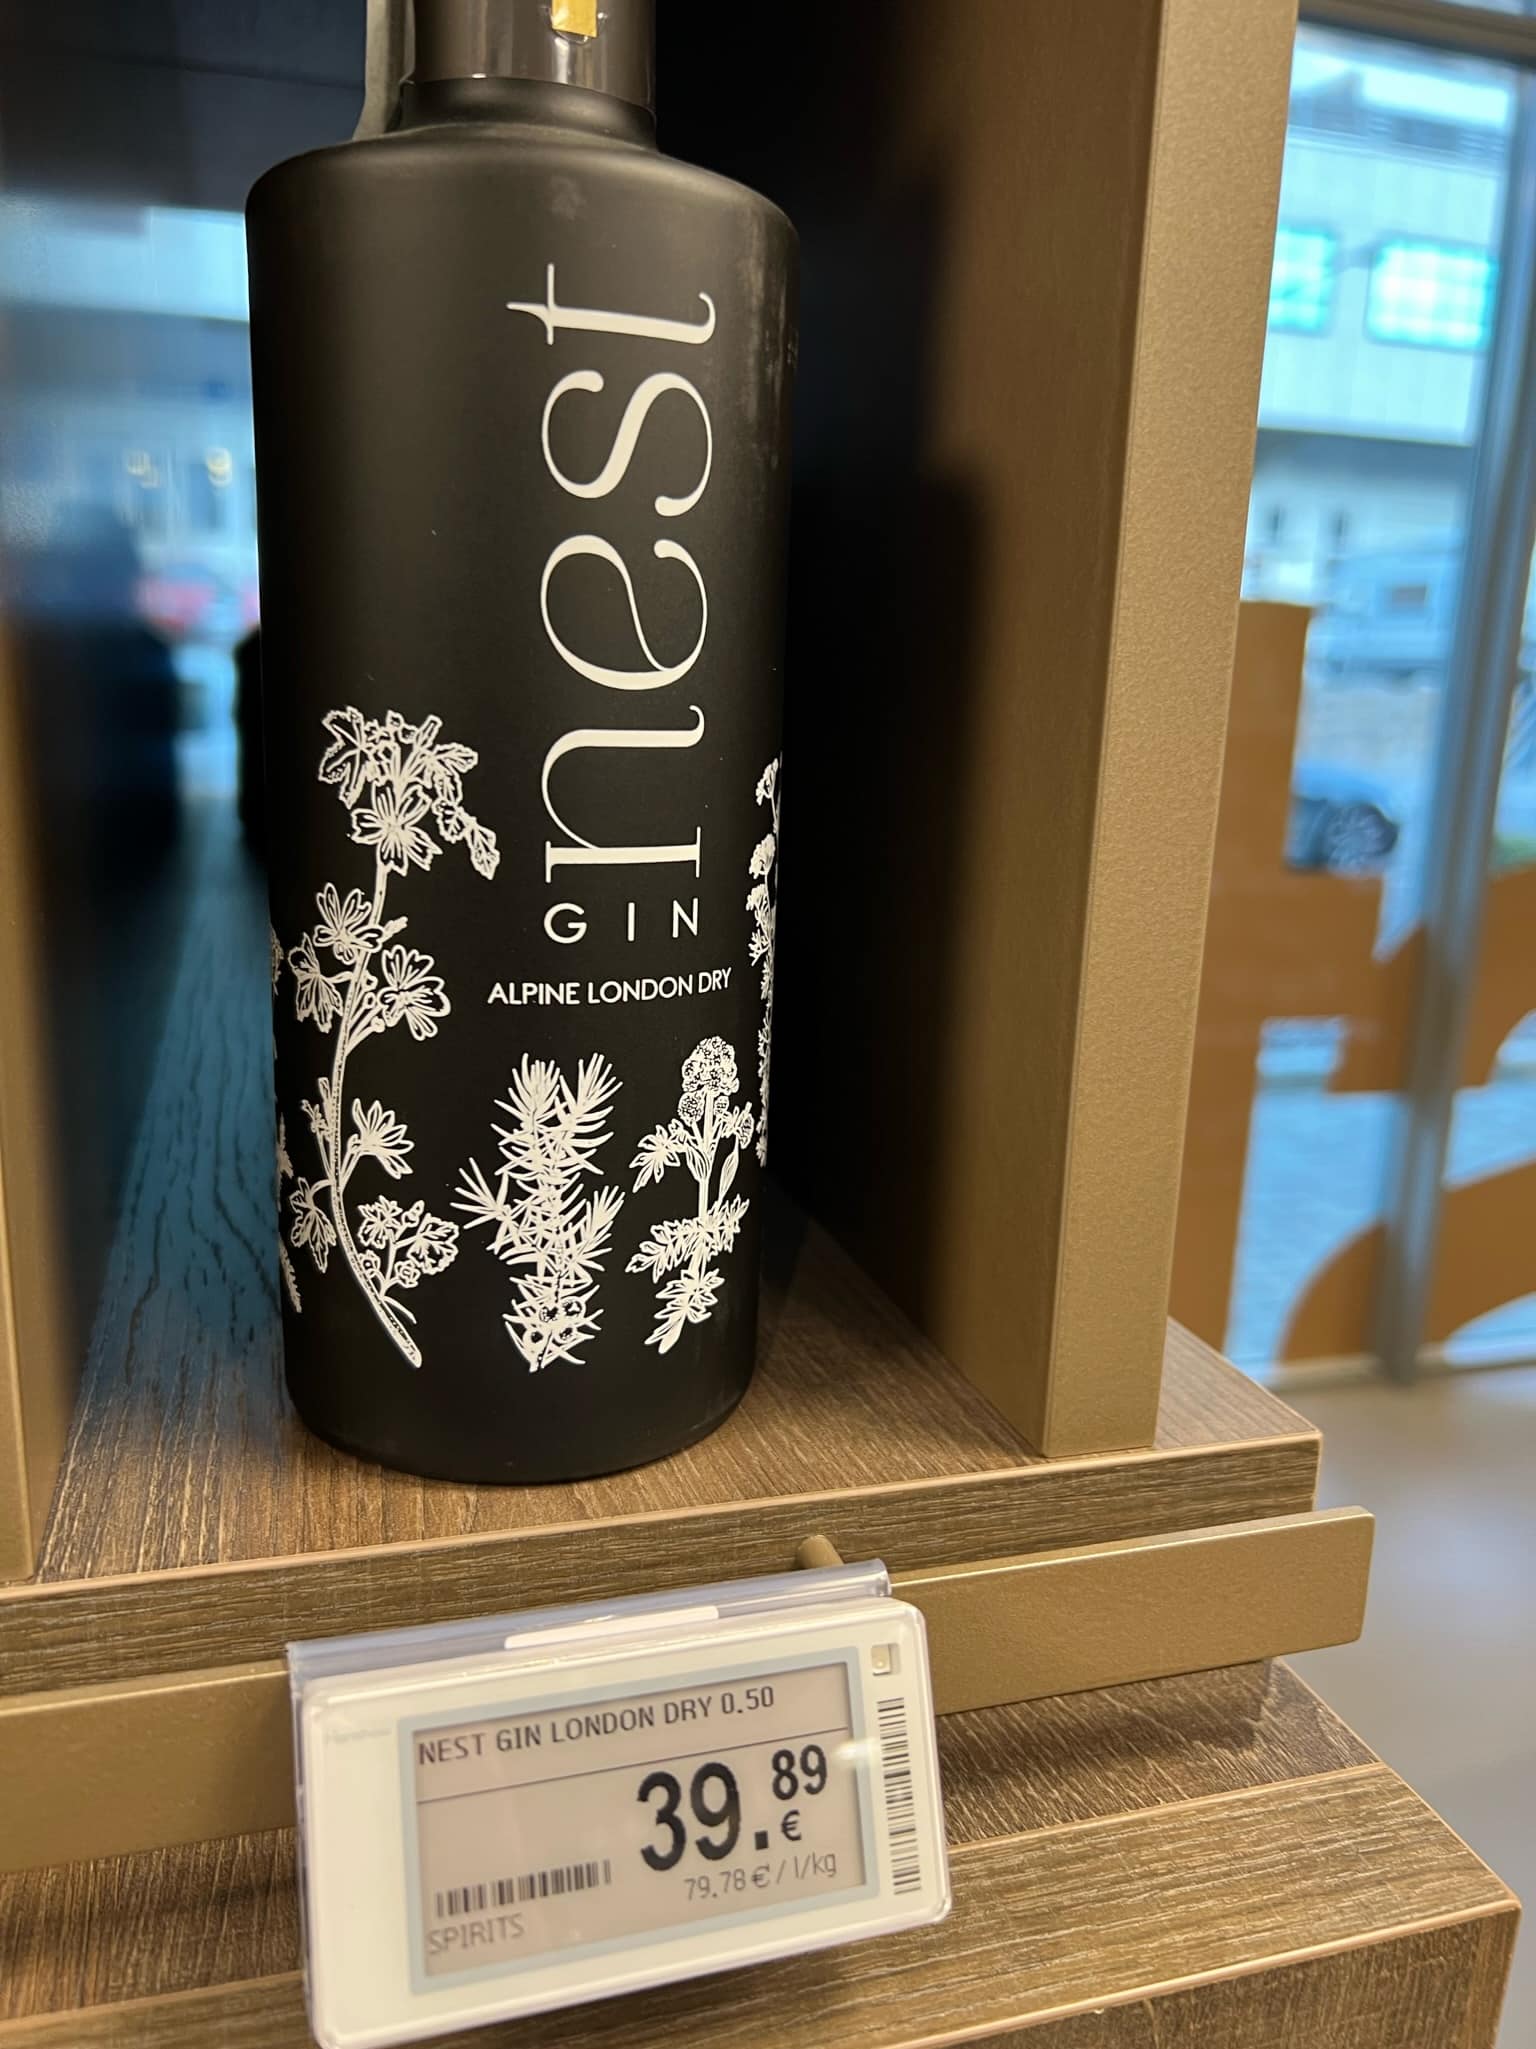 nest
GIN
ALPINE LONDON DRY
NEST GIN LONDON DRY 0.50
39.89
€
79.78 € / l/kg
SPIRITS